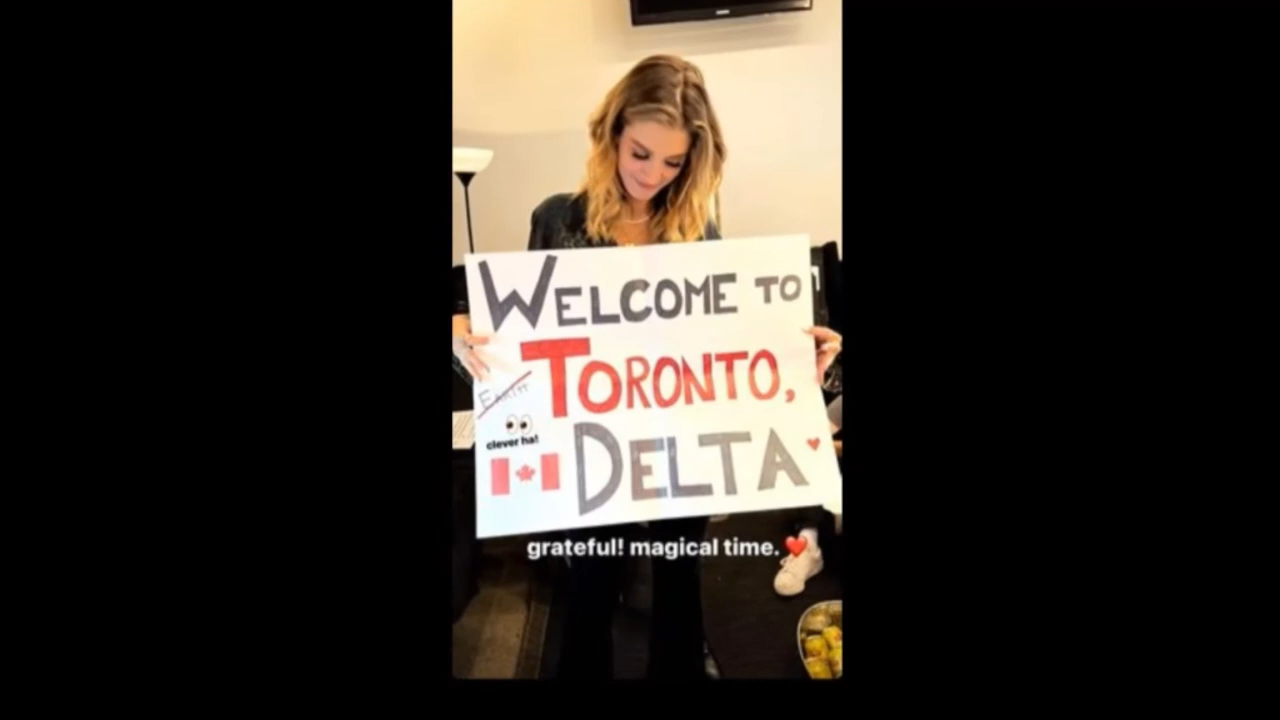 WELCOME TO
TORONTO,
EARTH
clever ha!
DELTA
grateful! magical time.